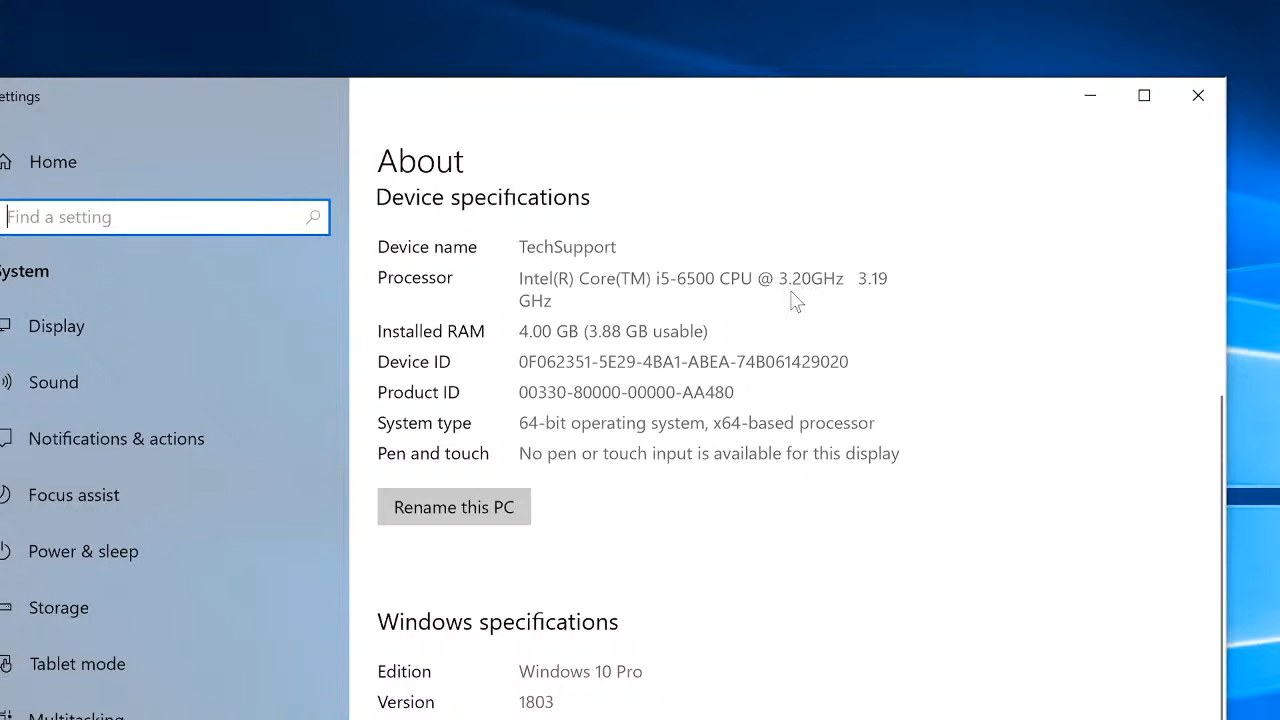 ettings
Home
Find a setting
System
Display
Sound
Notifications & actions
Focus assist
Power & sleep
Storage
Tablet mode
Multitasking
About
Device specifications
Device name TechSupport
Processor Intel(R) Core(TM) i5-6500 CPU @ 3.20GHz 3.19
GHz
Installed RAM 4.00 GB (3.88 GB usable)
Device ID 0F062351-5E29-4BA1-ABEA-74B061429020
Product ID 00330-80000-00000-AA480
System type 64-bit operating system, x64-based processor
Pen and touch No pen or touch input is available for this display
Rename this PC
Windows specifications
Edition Windows 10 Pro
Version 1803